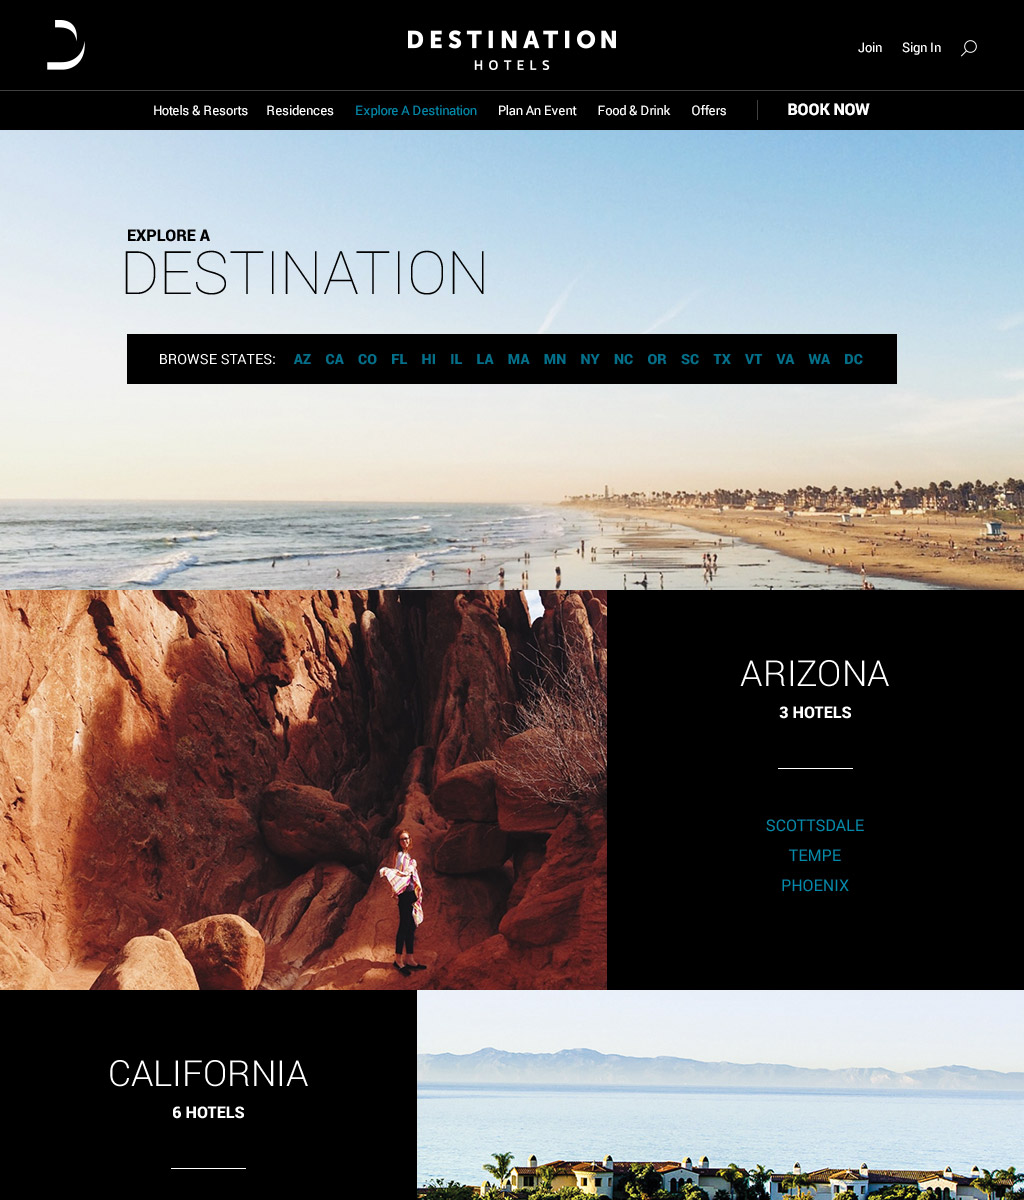 DESTINATION
HOTELS
Join Sign In
Hotels & Resorts Residences Explore A Destination Plan An Event Food & Drink Offers BOOK NOW
EXPLORE A
DESTINATION
BROWSE STATES: AZ CA CO FL HI IL LA MA MN NY NC OR SC TX VT VA WA DC
ARIZONA
3 HOTELS
SCOTTSDALE
TEMPE
PHOENIX
CALIFORNIA
6 HOTELS